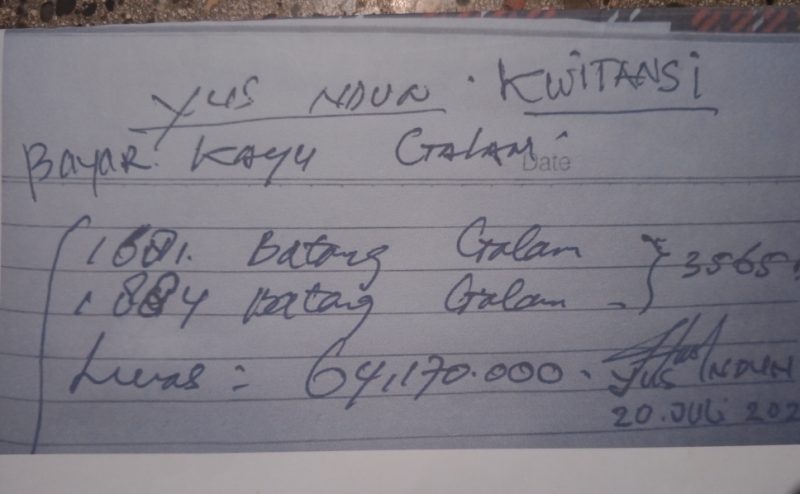 YUS NDUN. KWITANSI
BAYAR. KAYU GALAM
Date
1681. Batang Galam
1884 Batang Galam - } 3565
Lunas = 64,170.000.
YUS NDUN
20. JULI 202